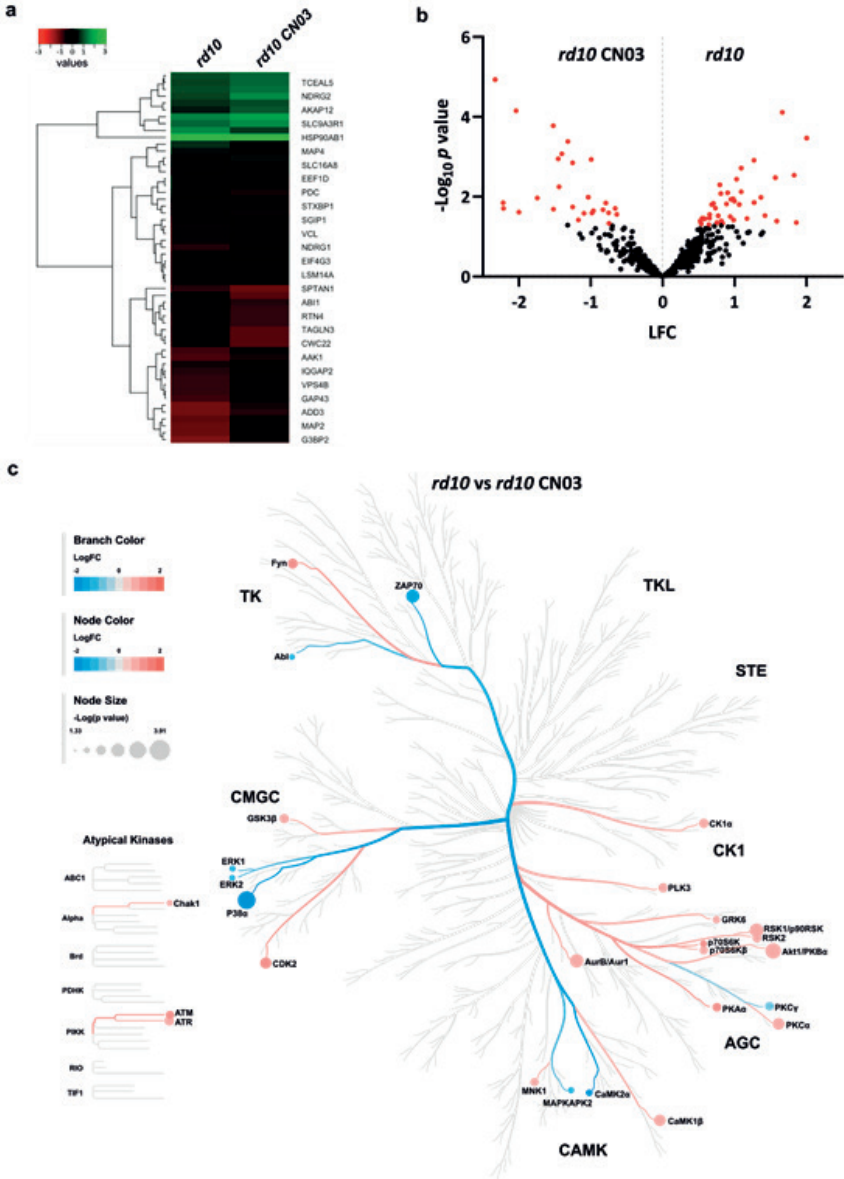 a
-3 -1 0 1 3
values
rd10
rd10 CN03
TCEAL5
NDRG2
AKAP12
SLC9A3R1
HSP90AB1
MAP4
SLC16A8
EEF1D
PDC
STXBP1
SGIP1
VCL
NDRG1
EIF4G3
LSM14A
SPTAN1
ABI1
RTN4
TAGLN3
CWC22
AAK1
IQGAP2
VPS4B
GAP43
ADD3
MAP2
G3BP2
b
rd10 CN03
rd10
6
4
2
0
-Log10 p value
-2 -1 0 1 2
LFC
c
rd10 vs rd10 CN03
Branch Color
LogFC
-2 0 2
Node Color
LogFC
-2 0 2
Node Size
-Log(p value)
1.33 3.91
Atypical Kinases
ABC1
Alpha
Chak1
Brd
PDHK
PIKK
ATM
ATR
RIO
TIF1
TK
Fyn
ZAP70
Abl
TKL
STE
CMGC
GSK3β
ERK1
ERK2
P38α
CDK2
CK1α
CK1
PLK3
GRK6
RSK1/p90RSK
RSK2
p70S6K
p70S6Kβ
Akt1/PKBα
AurB/Aur1
PKAα
PKCγ
PKCα
AGC
MNK1
MAPKAPK2
CaMK2α
CaMK1β
CAMK